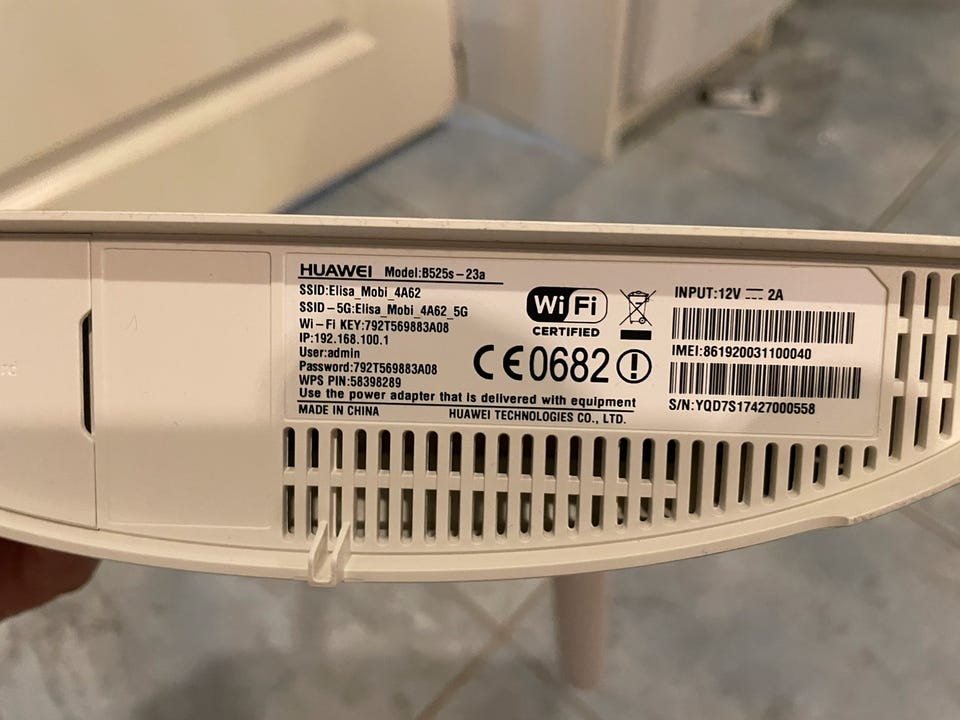 HUAWEI Model:B525s-23a
SSID:Elisa_Mobi_4A62
SSID-5G:Elisa_Mobi_4A62_5G
Wi-Fi KEY:792T569883A08
IP:192.168.100.1
User:admin
Password:792T569883A08
WPS PIN:58398289
Use the power adapter that is delivered with equipment
MADE IN CHINA HUAWEI TECHNOLOGIES CO., LTD.
Wi Fi
CERTIFIED
CE0682
INPUT:12V ⎓ 2A
IMEI:861920031100040
S/N:YQD7S17427000558